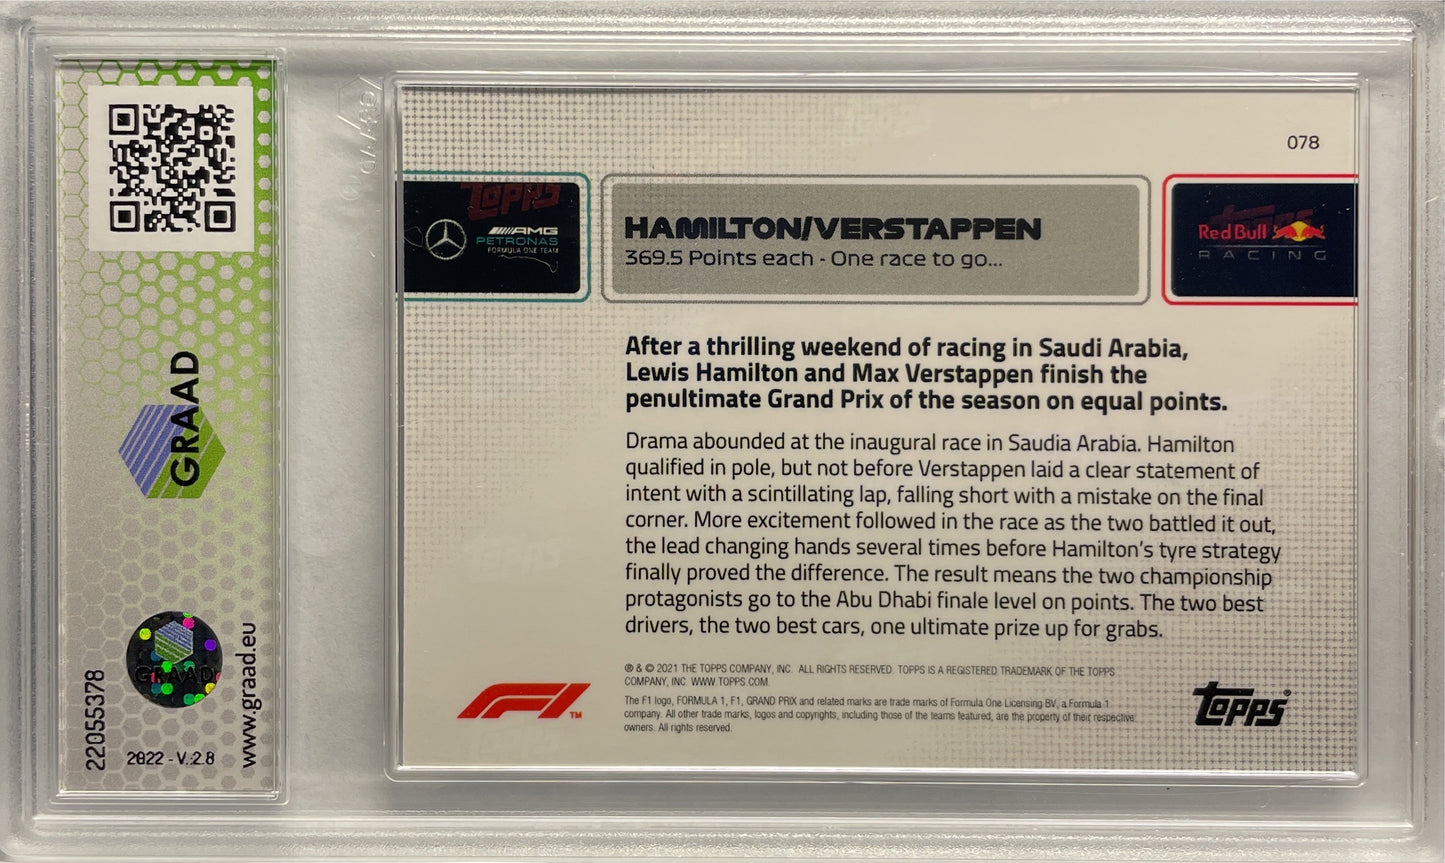 GRAAD
GRAAD
22055378
2022 - V.:2.8
www.graad.eu
078
TOPPS
AMG
PETRONAS
FORMULA ONE TEAM
HAMILTON/VERSTAPPEN
369.5 Points each - One race to go...
Topps
Red Bull
RACING
After a thrilling weekend of racing in Saudi Arabia,
Lewis Hamilton and Max Verstappen finish the
penultimate Grand Prix of the season on equal points.
Drama abounded at the inaugural race in Saudia Arabia. Hamilton
qualified in pole, but not before Verstappen laid a clear statement of
intent with a scintillating lap, falling short with a mistake on the final
corner. More excitement followed in the race as the two battled it out,
the lead changing hands several times before Hamilton's tyre strategy
finally proved the difference. The result means the two championship
protagonists go to the Abu Dhabi finale level on points. The two best
drivers, the two best cars, one ultimate prize up for grabs.
® & © 2021 THE TOPPS COMPANY, INC. ALL RIGHTS RESERVED. TOPPS IS A REGISTERED TRADEMARK OF THE TOPPS
COMPANY, INC. WWW.TOPPS.COM.
The F1 logo, FORMULA 1, F1, GRAND PRIX and related marks are trade marks of Formula One Licensing BV, a Formula 1
company. All other trade marks, logos and copyrights, including those of the teams featured, are the property of their respective
owners. All rights reserved.
F1 TM
Topps®